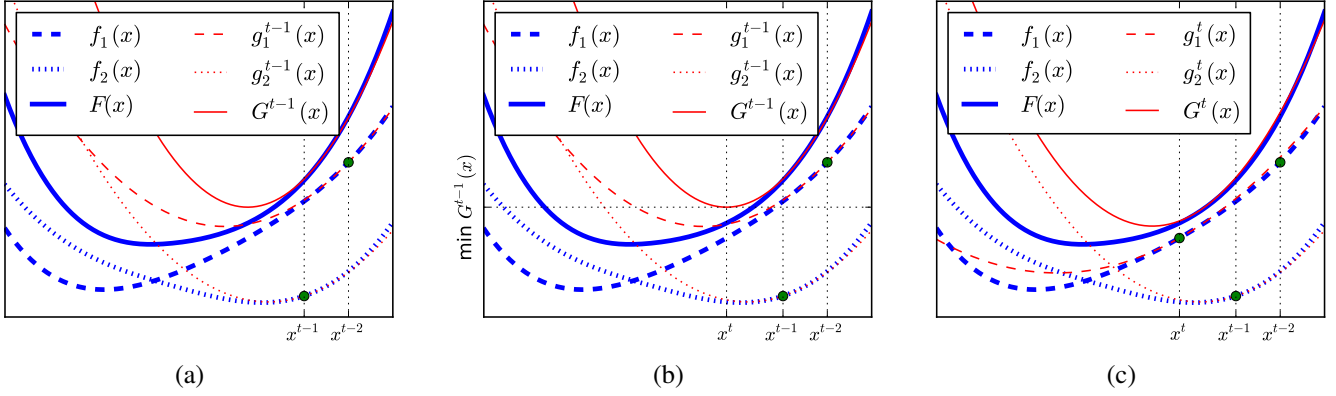 f₁(x) g₁ᵗ⁻¹(x)
f₂(x) g₂ᵗ⁻¹(x)
F(x) Gᵗ⁻¹(x)
xᵗ⁻¹ xᵗ⁻²
(a)
f₁(x) g₁ᵗ⁻¹(x)
f₂(x) g₂ᵗ⁻¹(x)
F(x) Gᵗ⁻¹(x)
min Gᵗ⁻¹(x)
xᵗ xᵗ⁻¹ xᵗ⁻²
(b)
f₁(x) g₁ᵗ(x)
f₂(x) g₂ᵗ(x)
F(x) Gᵗ(x)
xᵗ xᵗ⁻¹ xᵗ⁻²
(c)